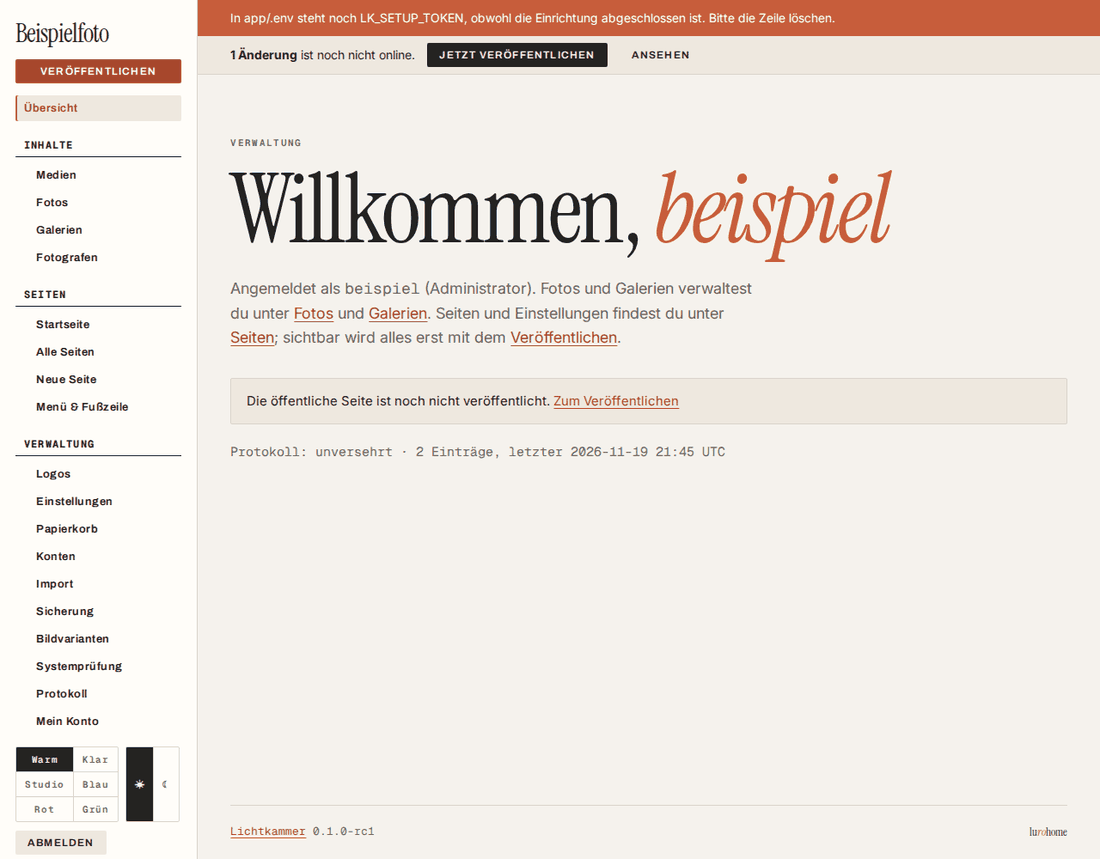 Beispielfoto
VERÖFFENTLICHEN
Übersicht
INHALTE
Medien
Fotos
Galerien
Fotografen
SEITEN
Startseite
Alle Seiten
Neue Seite
Menü & Fußzeile
VERWALTUNG
Logos
Einstellungen
Papierkorb
Konten
Import
Sicherung
Bildvarianten
Systemprüfung
Protokoll
Mein Konto
Warm Klar
Studio Blau
Rot Grün
ABMELDEN
In app/.env steht noch LK_SETUP_TOKEN, obwohl die Einrichtung abgeschlossen ist. Bitte die Zeile löschen.
1 Änderung ist noch nicht online. JETZT VERÖFFENTLICHEN ANSEHEN
VERWALTUNG
Willkommen, beispiel
Angemeldet als beispiel (Administrator). Fotos und Galerien verwaltest
du unter Fotos und Galerien. Seiten und Einstellungen findest du unter
Seiten; sichtbar wird alles erst mit dem Veröffentlichen.
Die öffentliche Seite ist noch nicht veröffentlicht. Zum Veröffentlichen
Protokoll: unversehrt · 2 Einträge, letzter 2026-11-19 21:45 UTC
Lichtkammer 0.1.0-rc1
lurohome